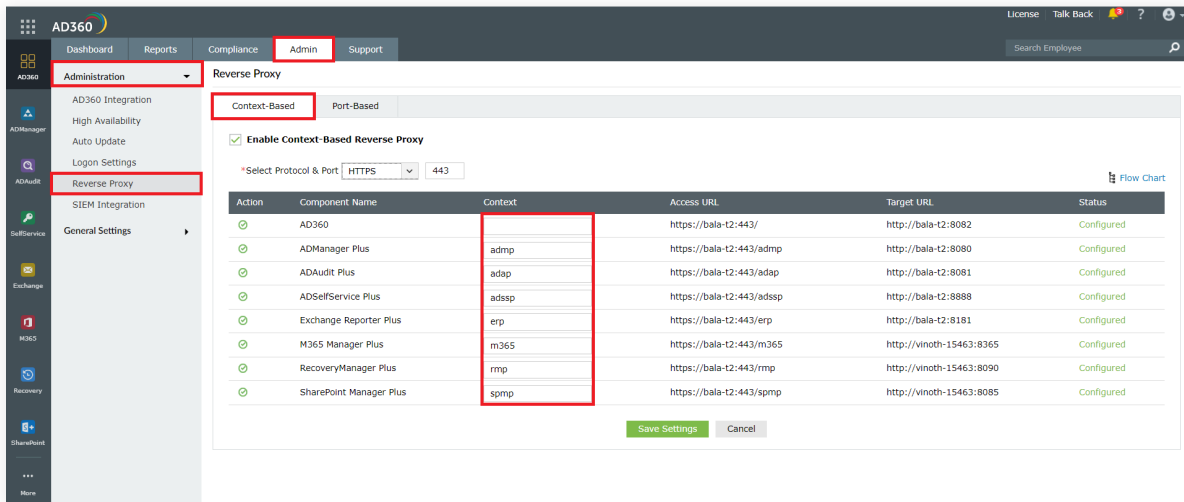 License Talk Back 3 ?
AD360
Dashboard Reports Compliance Admin Support Search Employee
AD360
ADManager
ADAudit
SelfService
Exchange
M365
Recovery
SharePoint
More
Administration
AD360 Integration
High Availability
Auto Update
Logon Settings
Reverse Proxy
SIEM Integration
General Settings
Reverse Proxy
Context-Based Port-Based
Enable Context-Based Reverse Proxy
*Select Protocol & Port HTTPS 443
Flow Chart
Action Component Name Context Access URL Target URL Status
AD360 https://bala-t2:443/ http://bala-t2:8082 Configured
ADManager Plus admp https://bala-t2:443/admp http://bala-t2:8080 Configured
ADAudit Plus adap https://bala-t2:443/adap http://bala-t2:8081 Configured
ADSelfService Plus adssp https://bala-t2:443/adssp http://bala-t2:8888 Configured
Exchange Reporter Plus erp https://bala-t2:443/erp http://bala-t2:8181 Configured
M365 Manager Plus m365 https://bala-t2:443/m365 http://vinoth-15463:8365 Configured
RecoveryManager Plus rmp https://bala-t2:443/rmp http://vinoth-15463:8090 Configured
SharePoint Manager Plus spmp https://bala-t2:443/spmp http://vinoth-15463:8085 Configured
Save Settings Cancel